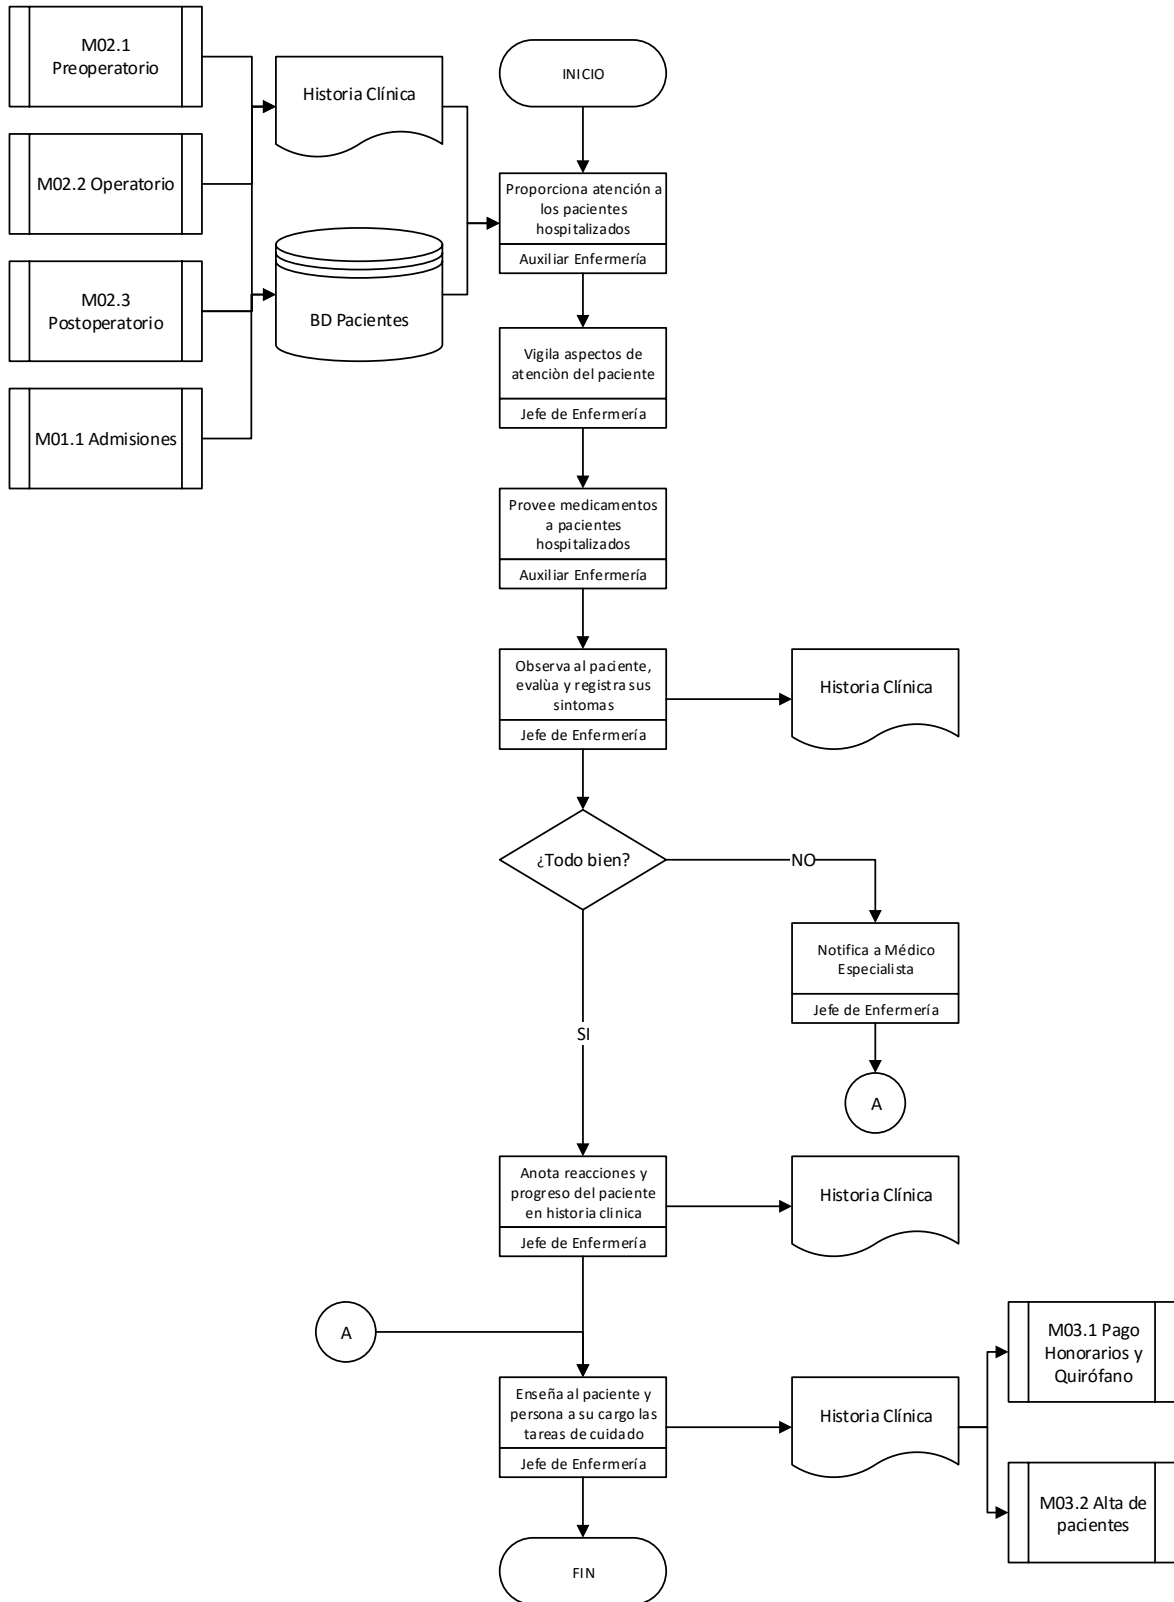 M02.1
Preoperatorio
Historia Clínica
INICIO
M02.2 Operatorio
Proporciona atención a
los pacientes
hospitalizados
Auxiliar Enfermería
M02.3
Postoperatorio
BD Pacientes
Vigila aspectos de
atenciòn del paciente
Jefe de Enfermería
M01.1 Admisiones
Provee medicamentos
a pacientes
hospitalizados
Auxiliar Enfermería
Observa al paciente,
evalùa y registra sus
sintomas
Jefe de Enfermería
Historia Clínica
¿Todo bien?
NO
Notifica a Médico
Especialista
Jefe de Enfermería
SI
A
Anota reacciones y
progreso del paciente
en historia clinica
Jefe de Enfermería
Historia Clínica
A
M03.1 Pago
Honorarios y
Quirófano
Enseña al paciente y
persona a su cargo las
tareas de cuidado
Jefe de Enfermería
Historia Clínica
M03.2 Alta de
pacientes
FIN